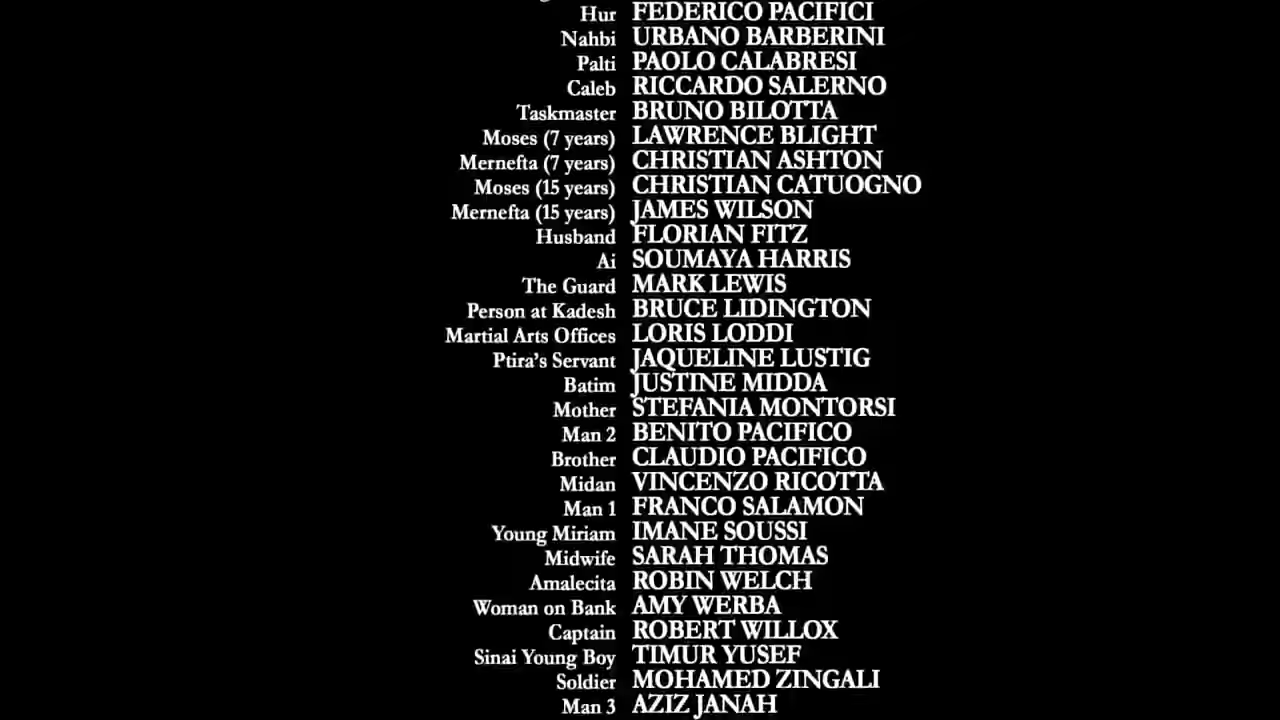 Hur FEDERICO PACIFICI
Nahbi URBANO BARBERINI
Palti PAOLO CALABRESI
Caleb RICCARDO SALERNO
Taskmaster BRUNO BILOTTA
Moses (7 years) LAWRENCE BLIGHT
Mernefta (7 years) CHRISTIAN ASHTON
Moses (15 years) CHRISTIAN CATUOGNO
Mernefta (15 years) JAMES WILSON
Husband FLORIAN FITZ
Ai SOUMAYA HARRIS
The Guard MARK LEWIS
Person at Kadesh BRUCE LIDINGTON
Martial Arts Offices LORIS LODDI
Ptira's Servant JAQUELINE LUSTIG
Batim JUSTINE MIDDA
Mother STEFANIA MONTORSI
Man 2 BENITO PACIFICO
Brother CLAUDIO PACIFICO
Midan VINCENZO RICOTTA
Man 1 FRANCO SALAMON
Young Miriam IMANE SOUSSI
Midwife SARAH THOMAS
Amalecita ROBIN WELCH
Woman on Bank AMY WERBA
Captain ROBERT WILLOX
Sinai Young Boy TIMUR YUSEF
Soldier MOHAMED ZINGALI
Man 3 AZIZ JANAH